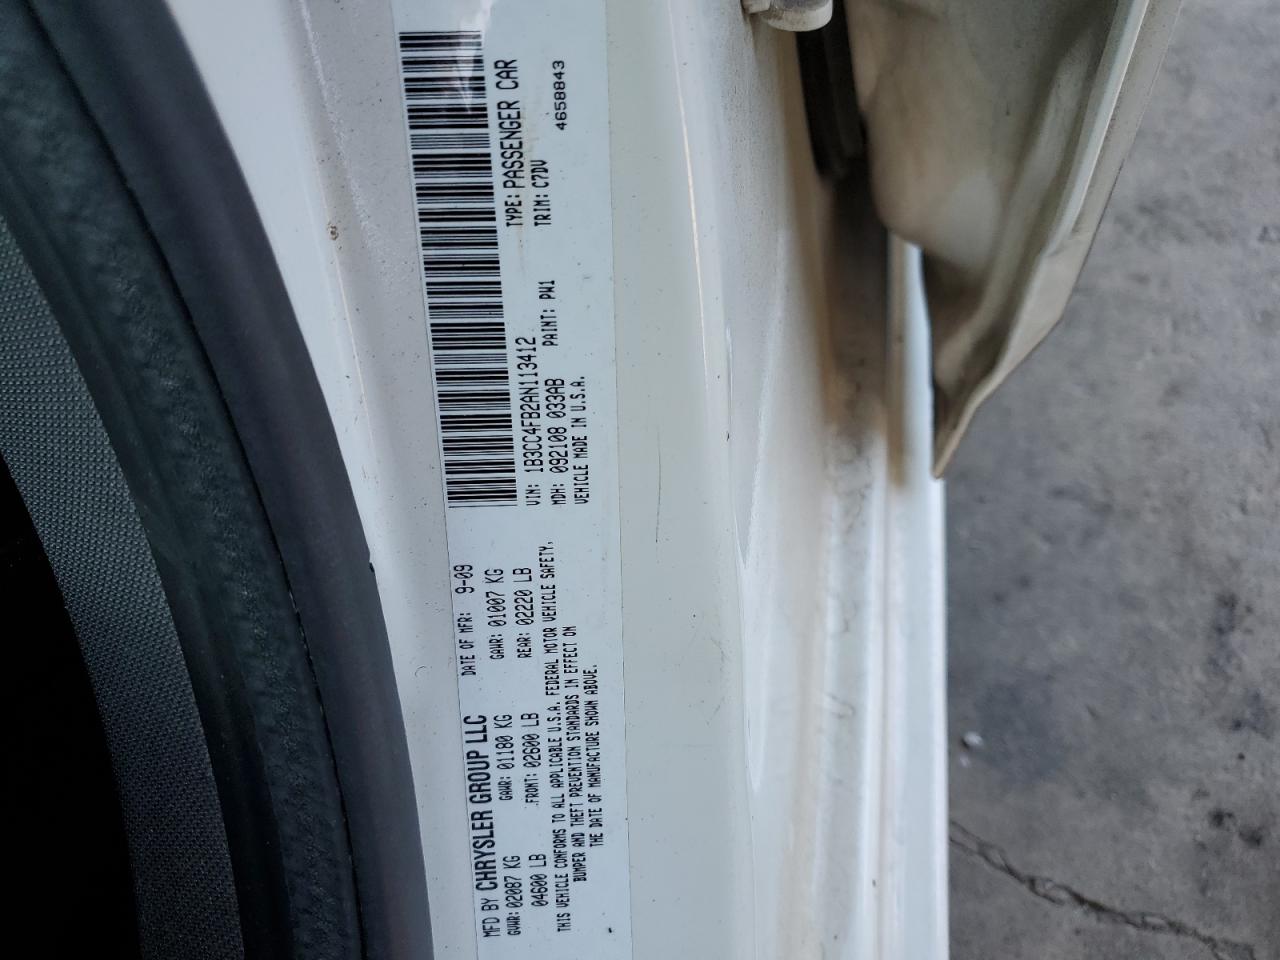 MFD BY CHRYSLER GROUP LLC DATE OF MFR: 9-09
GVWR: 02087 KG GAWR: 01180 KG GAWR: 01007 KG
04600 LB FRONT: 02600 LB REAR: 02220 LB
THIS VEHICLE CONFORMS TO ALL APPLICABLE U.S.A. FEDERAL MOTOR VEHICLE SAFETY,
BUMPER AND THEFT PREVENTION STANDARDS IN EFFECT ON
THE DATE OF MANUFACTURE SHOWN ABOVE.
VIN: 1B3CC4FB2AN113412 TYPE: PASSENGER CAR
MDH: 092108 033AB PAINT: PW1 TRIM: C7DV
VEHICLE MADE IN U.S.A. 4658843